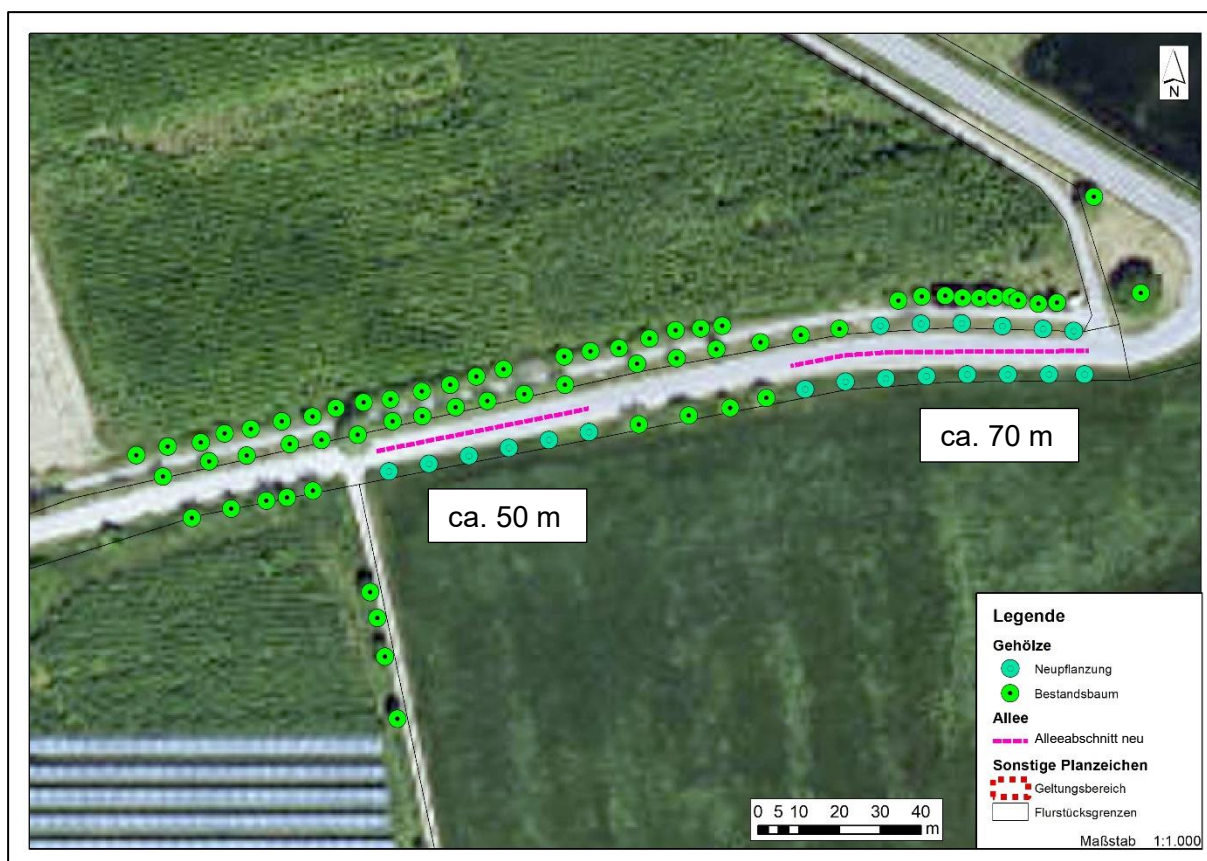 N
ca. 70 m
ca. 50 m
Legende
Gehölze
Neupflanzung
Bestandsbaum
Allee
Alleeabschnitt neu
Sonstige Planzeichen
Geltungsbereich
Flurstücksgrenzen
0 5 10 20 30 40
m
Maßstab 1:1.000